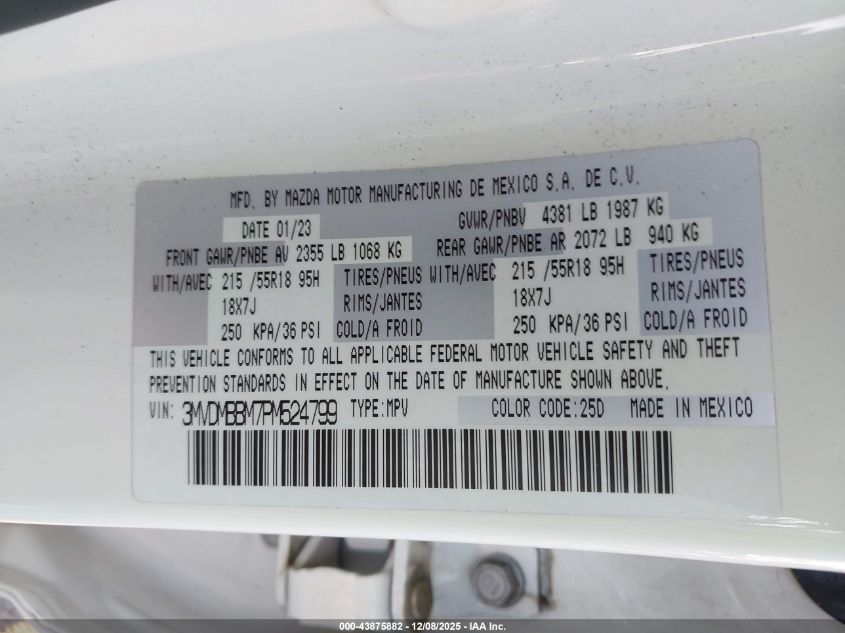 MFD. BY MAZDA MOTOR MANUFACTURING DE MEXICO S.A. DE C.V.
DATE 01/23 GVWR/PNBV 4381 LB 1987 KG
FRONT GAWR/PNBE AV 2355 LB 1068 KG REAR GAWR/PNBE AR 2072 LB 940 KG
WITH/AVEC 215 /55R18 95H TIRES/PNEUS WITH/AVEC 215 /55R18 95H TIRES/PNEUS
18X7J RIMS/JANTES 18X7J RIMS/JANTES
250 KPA/36 PSI COLD/A FROID 250 KPA/36 PSI COLD/A FROID
THIS VEHICLE CONFORMS TO ALL APPLICABLE FEDERAL MOTOR VEHICLE SAFETY AND THEFT
PREVENTION STANDARDS IN EFFECT ON THE DATE OF MANUFACTURE SHOWN ABOVE.
VIN: 3MVDMBBM7PM524799 TYPE:MPV COLOR CODE:25D MADE IN MEXICO
000-43875882 - 12/08/2025 - IAA Inc.